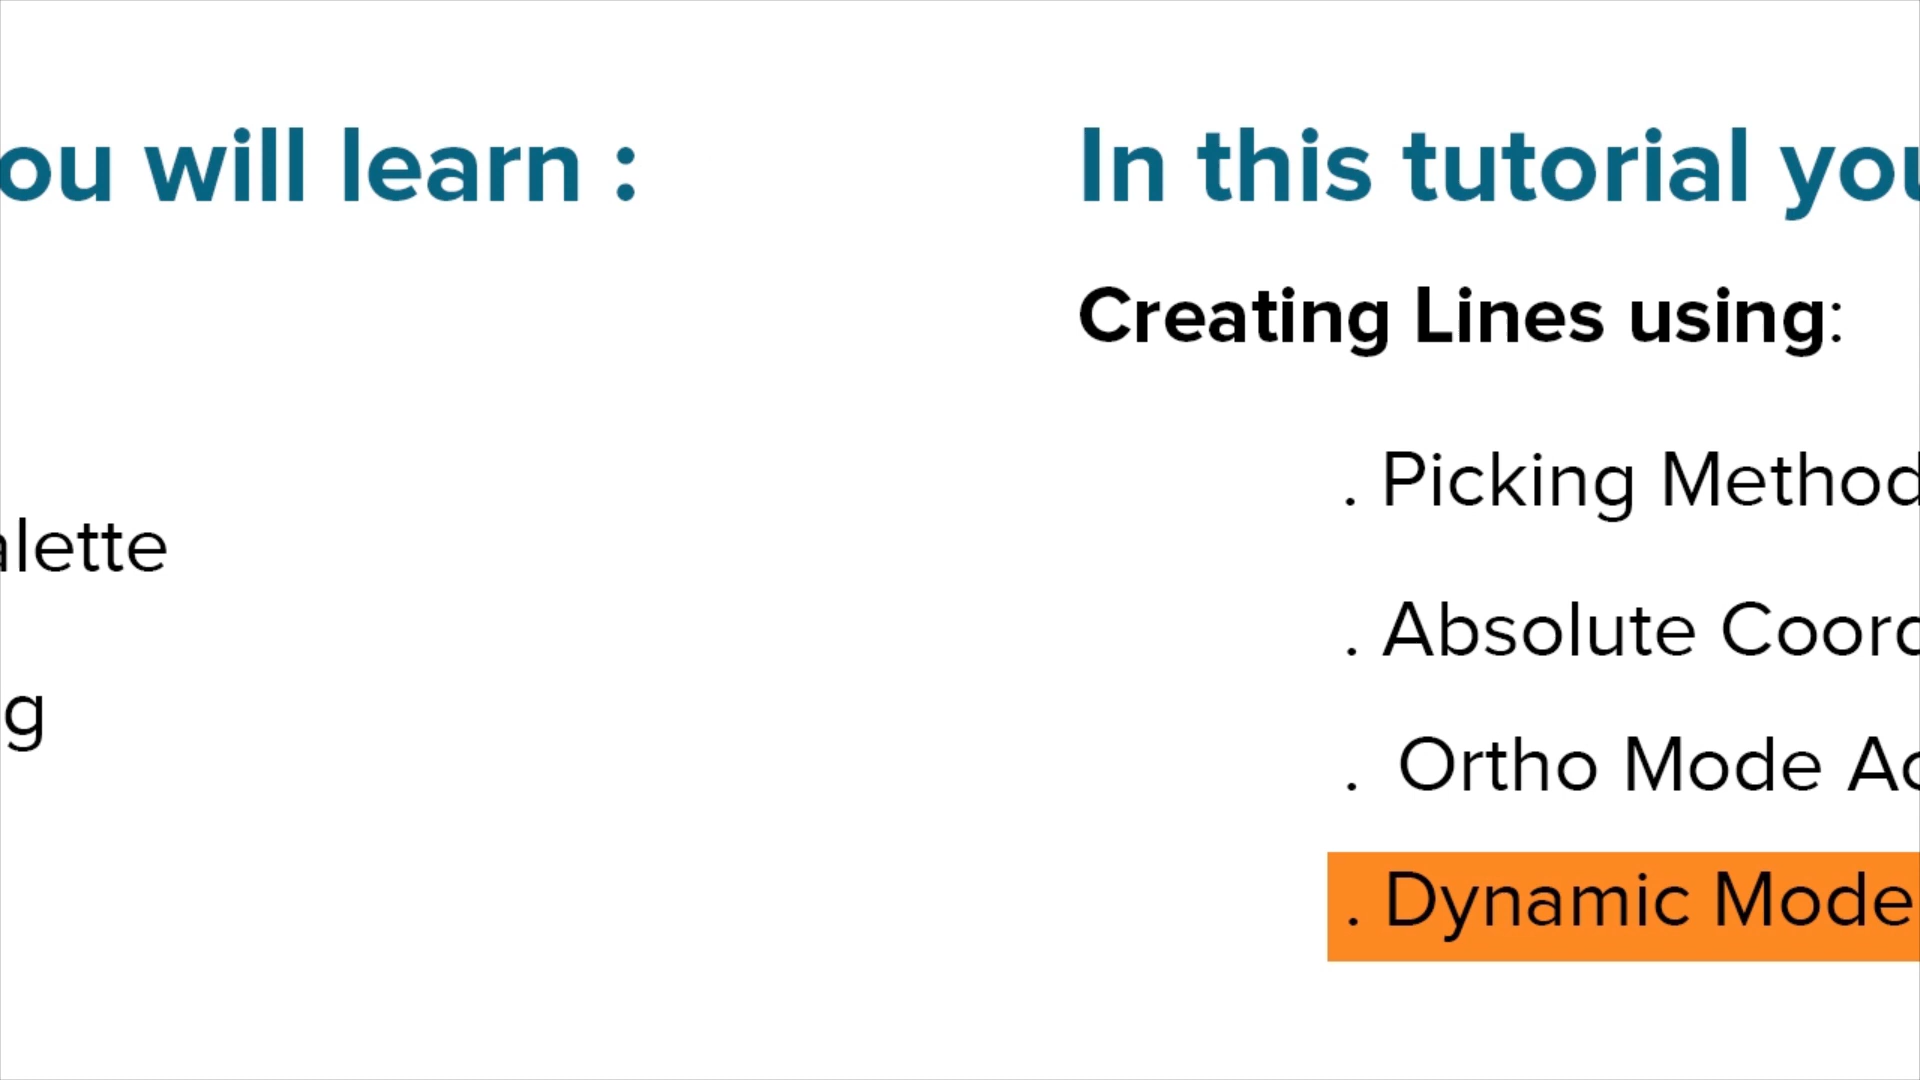 ou will learn :
alette
g
In this tutorial you
Creating Lines using:
. Picking Method
. Absolute Coord
. Ortho Mode Ac
. Dynamic Mode